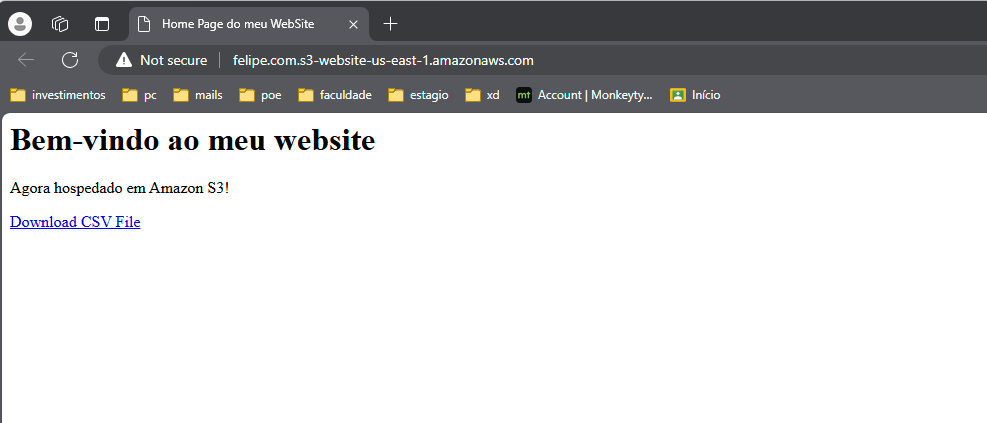 Home Page do meu WebSite
Not secure felipe.com.s3-website-us-east-1.amazonaws.com
investimentos pc mails poe faculdade estagio xd mt Account | Monkeyty... Início
Bem-vindo ao meu website
Agora hospedado em Amazon S3!
Download CSV File